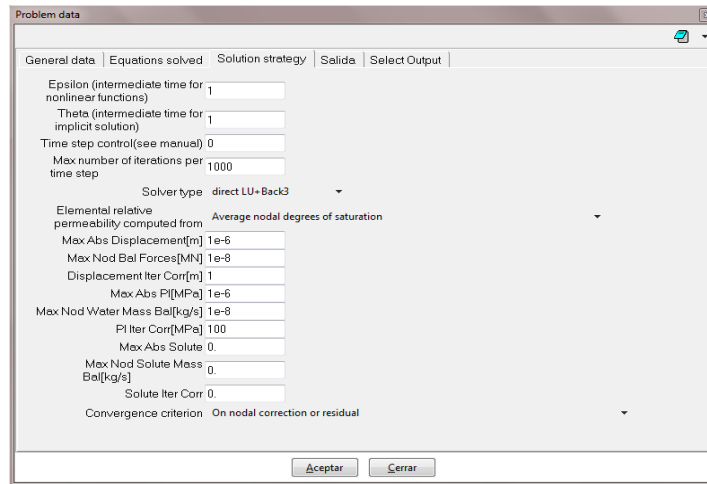 Problem data
General data Equations solved Solution strategy Salida Select Output
Epsilon (intermediate time for
nonlinear functions) 1
Theta (intermediate time for
implicit solution) 1
Time step control(see manual) 0
Max number of iterations per
time step 1000
Solver type direct LU+Back3
Elemental relative
permeability computed from Average nodal degrees of saturation
Max Abs Displacement[m] 1e-6
Max Nod Bal Forces[MN] 1e-8
Displacement Iter Corr[m] 1
Max Abs Pl[MPa] 1e-6
Max Nod Water Mass Bal[kg/s] 1e-8
Pl Iter Corr[MPa] 100
Max Abs Solute 0.
Max Nod Solute Mass
Bal[kg/s] 0.
Solute Iter Corr 0.
Convergence criterion On nodal correction or residual
Aceptar Cerrar